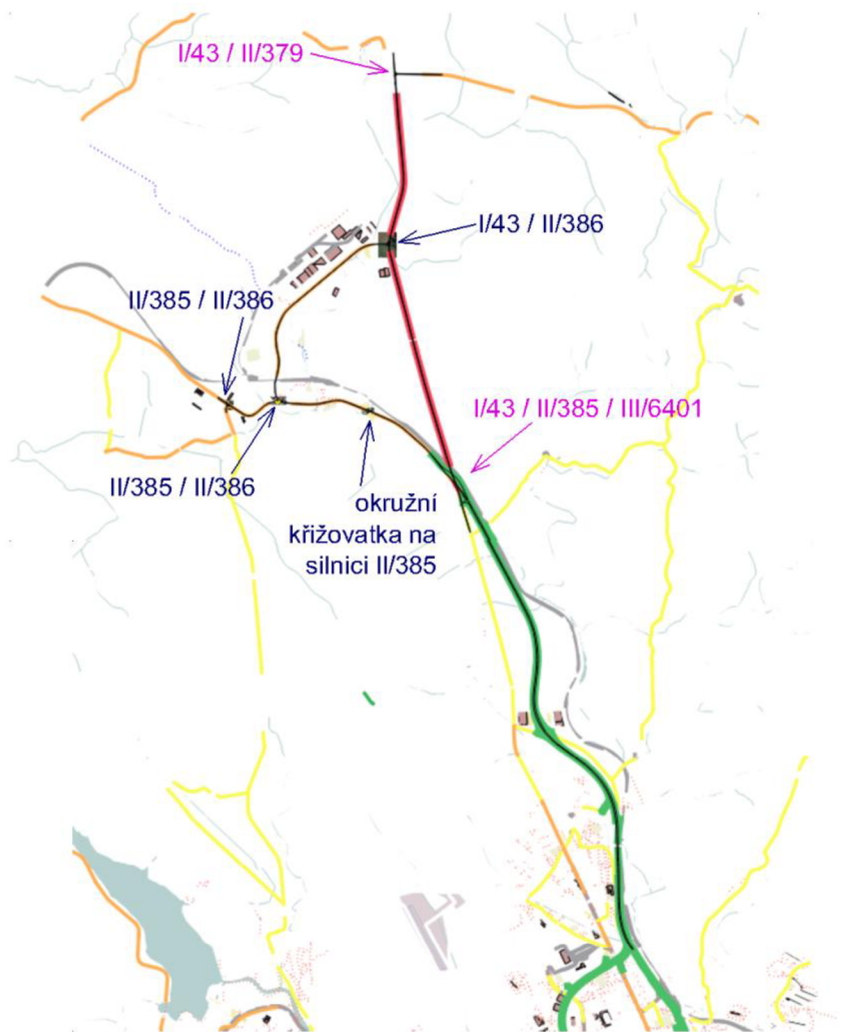 I/43 / II/379
I/43 / II/386
II/385 / II/386
I/43 / II/385 / III/6401
II/385 / II/386
okružní
křižovatka na
silnici II/385